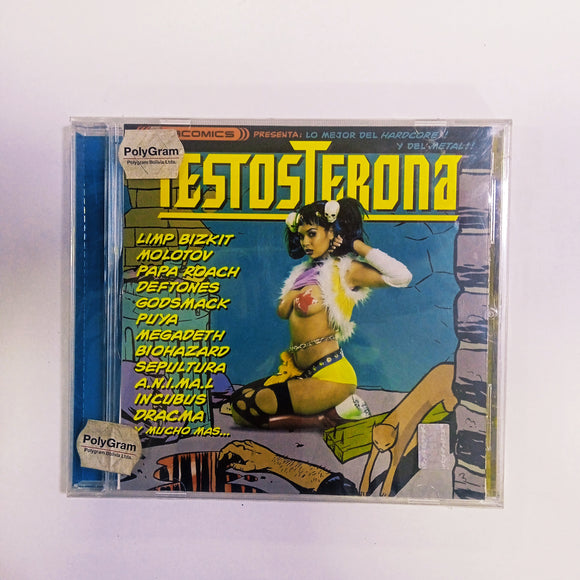 COMICS PRESENTA: LO MEJOR DEL HARDCORE!!
Y DEL METAL!!
PolyGram
Polygram Bolivia Ltda.
TESTOSTERONA
LIMP BIZKIT
MOLOTOV
PAPA ROACH
DEFTONES
GODSMACK
PUYA
MEGADETH
BIOHAZARD
SEPULTURA
A.N.I.MA.L
INCUBUS
DRACMA
Y MUCHO MAS...
PolyGram
Polygram Bolivia Ltda.